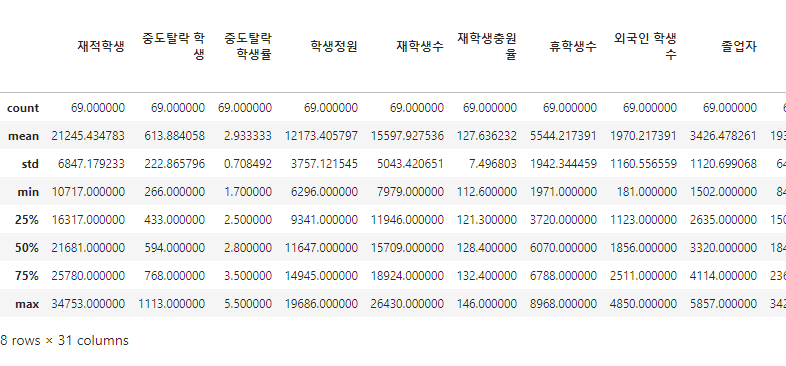 재적학생 중도탈락 학생 중도탈락 학생률 학생정원 재학생수 재학생충원율 휴학생수 외국인 학생수 졸업자
count 69.000000 69.000000 69.000000 69.000000 69.000000 69.000000 69.000000 69.000000 69.000000
mean 21245.434783 613.884058 2.933333 12173.405797 15597.927536 127.636232 5544.217391 1970.217391 3426.478261 193
std 6847.179233 222.865796 0.708492 3757.121545 5043.420651 7.496803 1942.344459 1160.556559 1120.699068 64
min 10717.000000 266.000000 1.700000 6296.000000 7979.000000 112.600000 1971.000000 181.000000 1502.000000 84
25% 16317.000000 433.000000 2.500000 9341.000000 11946.000000 121.300000 3720.000000 1123.000000 2635.000000 150
50% 21681.000000 594.000000 2.800000 11647.000000 15709.000000 128.400000 6070.000000 1856.000000 3320.000000 184
75% 25780.000000 768.000000 3.500000 14945.000000 18924.000000 132.400000 6788.000000 2511.000000 4114.000000 236
max 34753.000000 1113.000000 5.500000 19686.000000 26430.000000 146.000000 8968.000000 4850.000000 5857.000000 342
8 rows × 31 columns